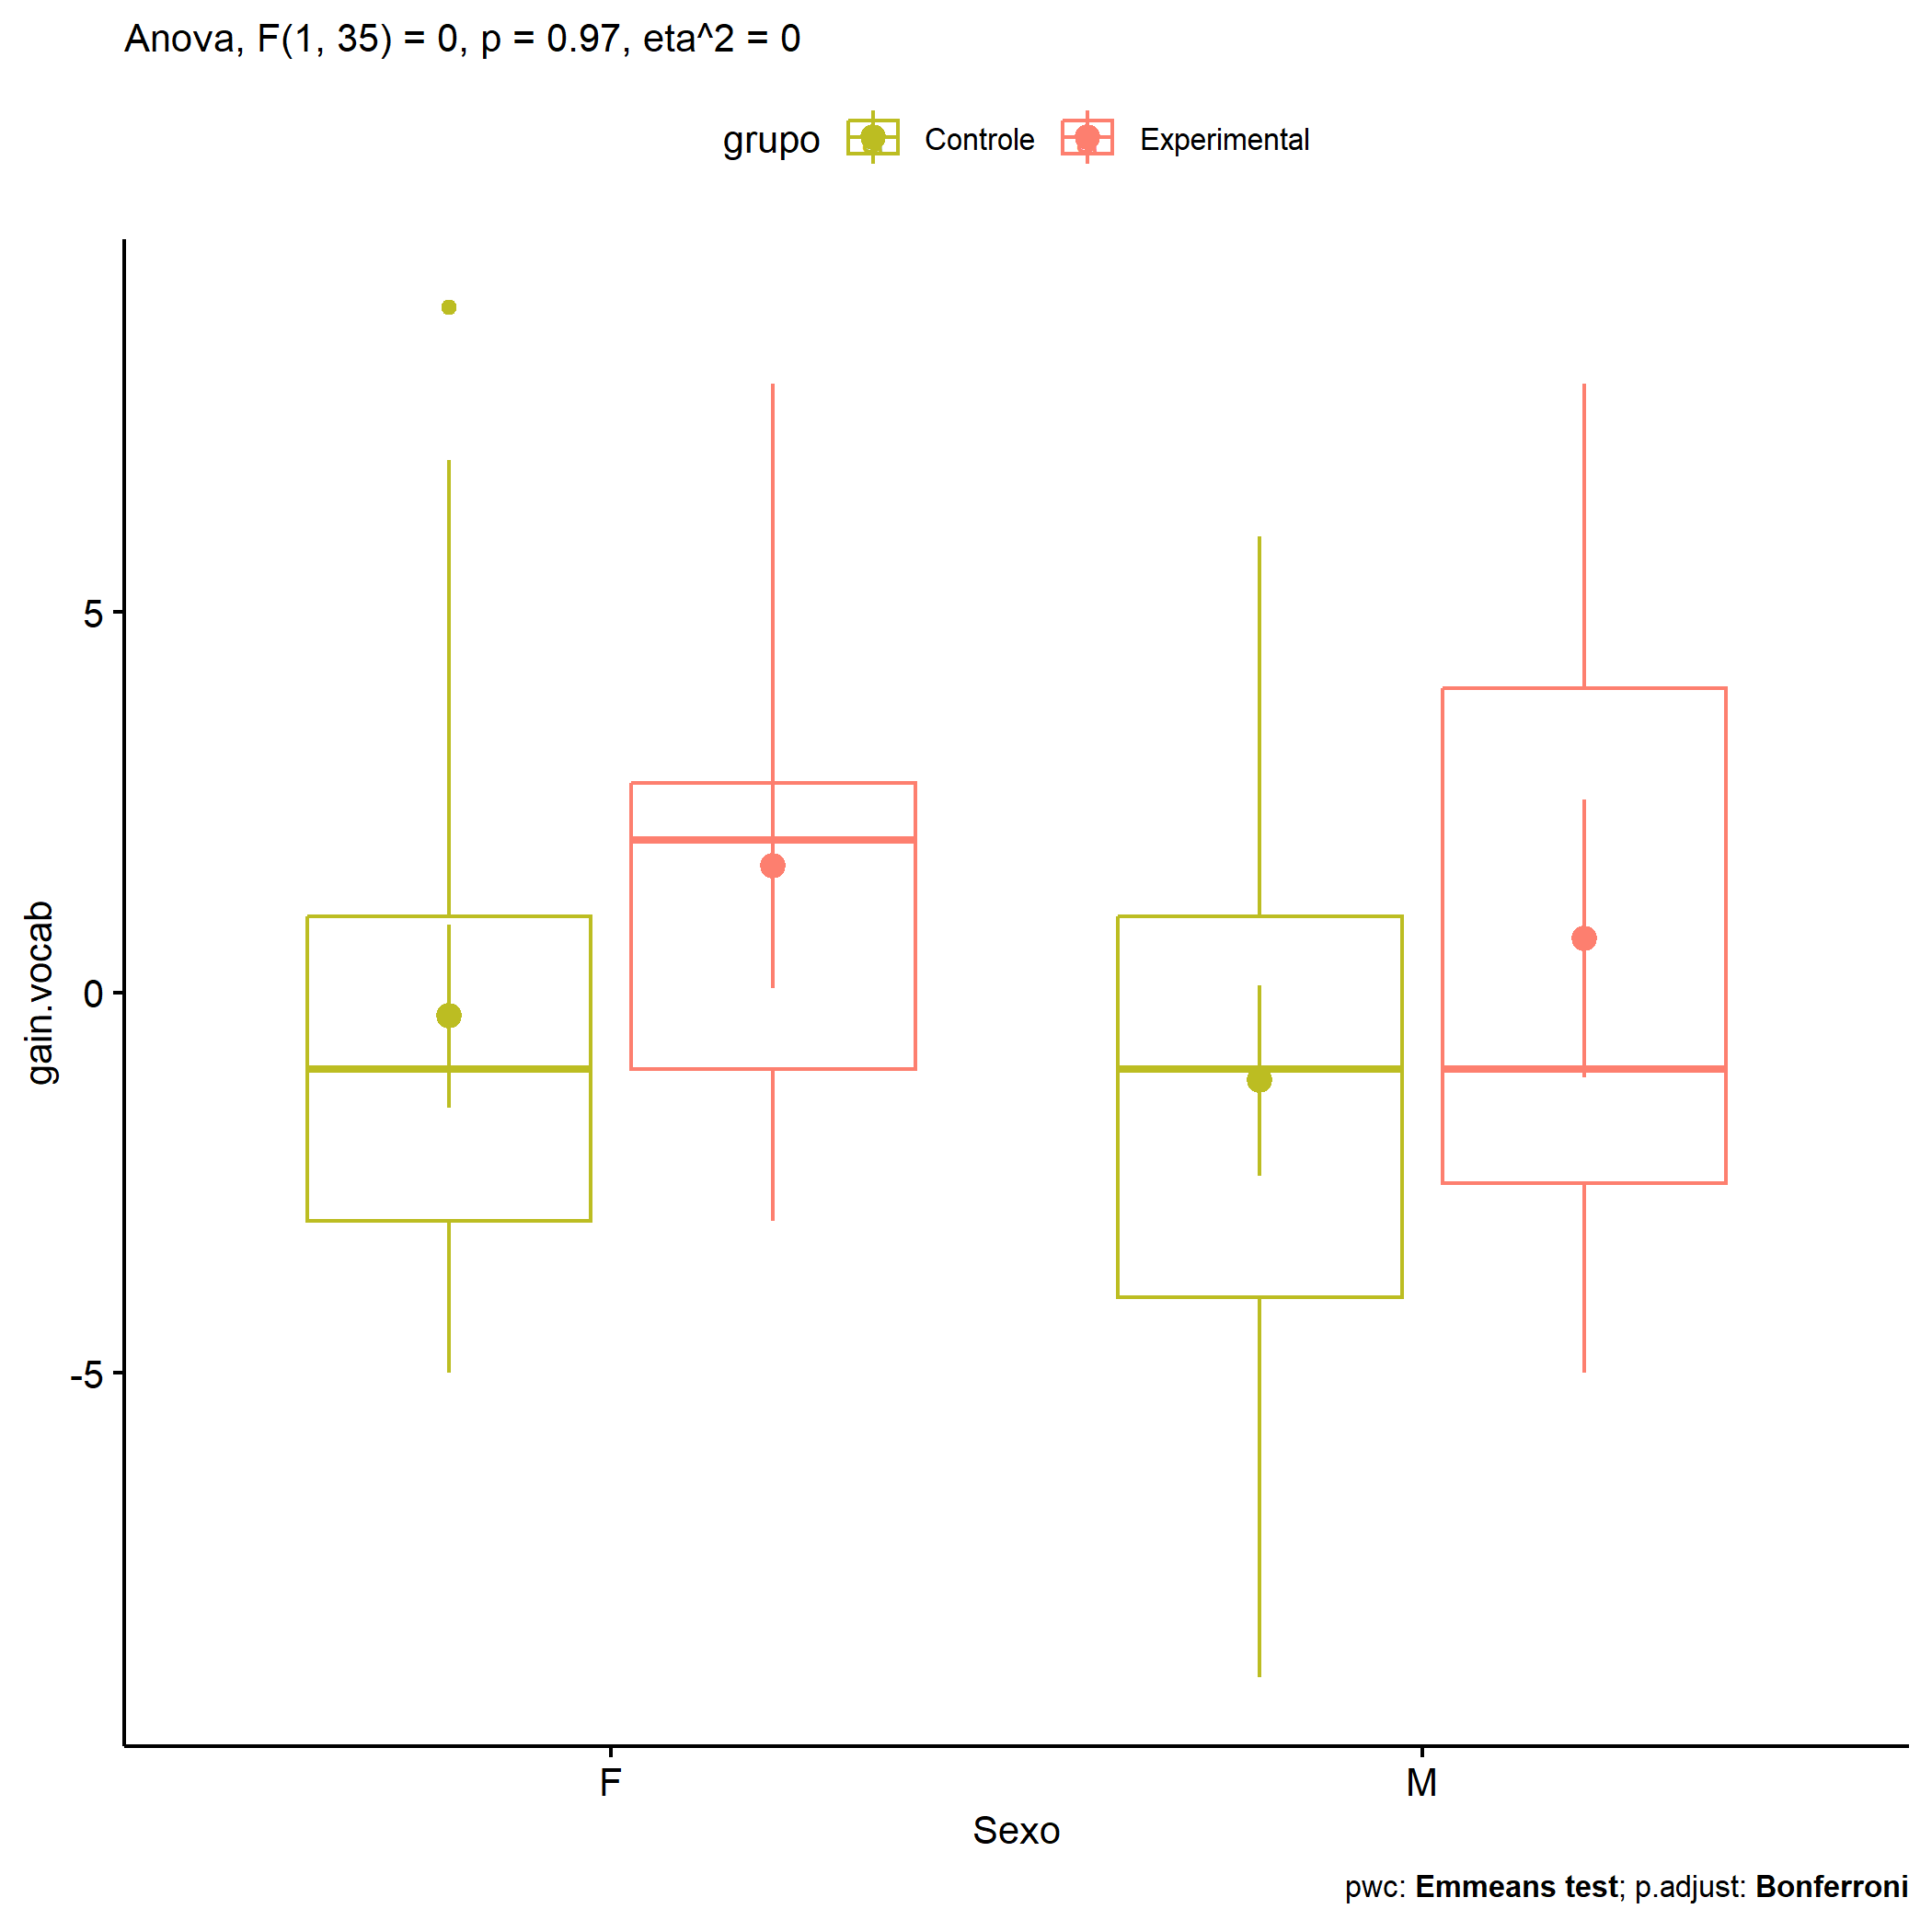 Anova, F(1, 35) = 0, p = 0.97, eta^2 = 0
grupo Controle Experimental
gain.vocab
5
0
-5
F M
Sexo
pwc: Emmeans test; p.adjust: Bonferroni